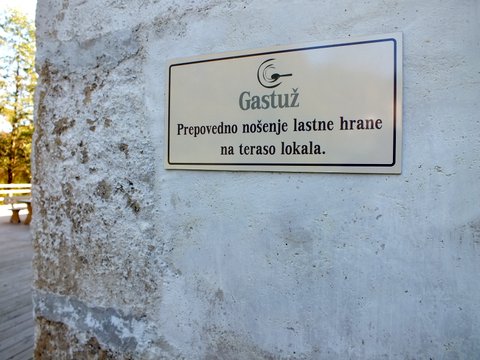 Gastuž
Prepovedno nošenje lastne hrane
na teraso lokala.